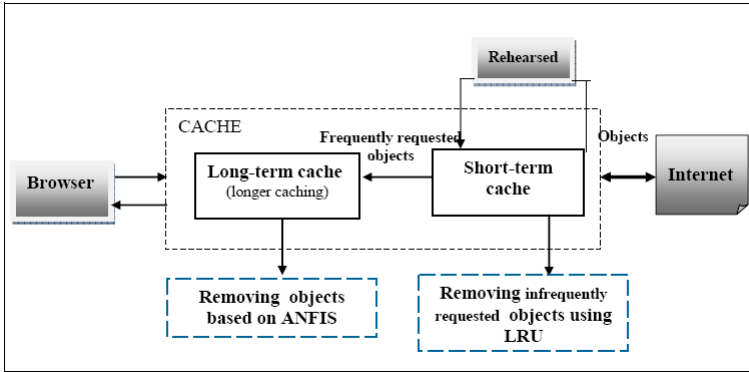 Rehearsed
CACHE
Frequently requested
objects
Objects
Browser
Long-term cache
(longer caching)
Short-term
cache
Internet
Removing objects
based on ANFIS
Removing infrequently
requested objects using
LRU